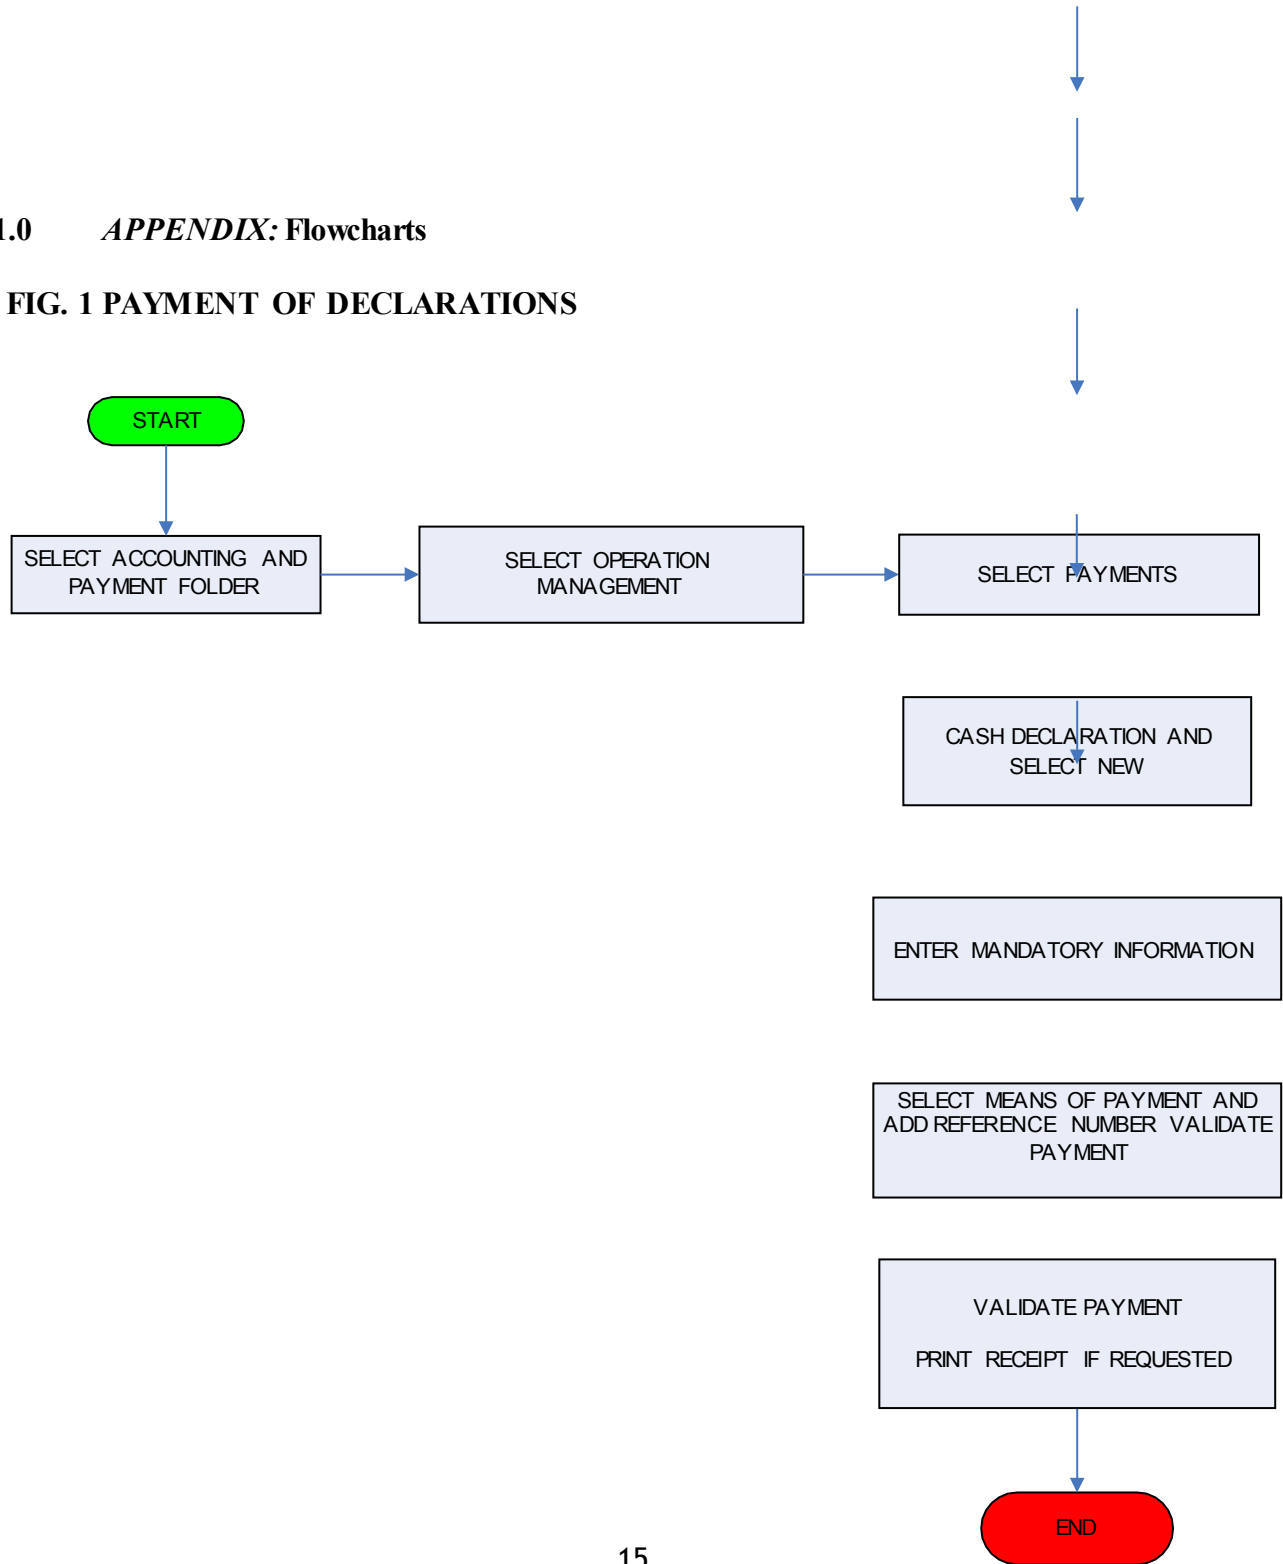 1.0 APPENDIX: Flowcharts
FIG. 1 PAYMENT OF DECLARATIONS
START
SELECT ACCOUNTING AND
PAYMENT FOLDER
SELECT OPERATION
MANAGEMENT
SELECT PAYMENTS
CASH DECLARATION AND
SELECT NEW
ENTER MANDATORY INFORMATION
SELECT MEANS OF PAYMENT AND
ADD REFERENCE NUMBER VALIDATE
PAYMENT
VALIDATE PAYMENT
PRINT RECEIPT IF REQUESTED
END
15